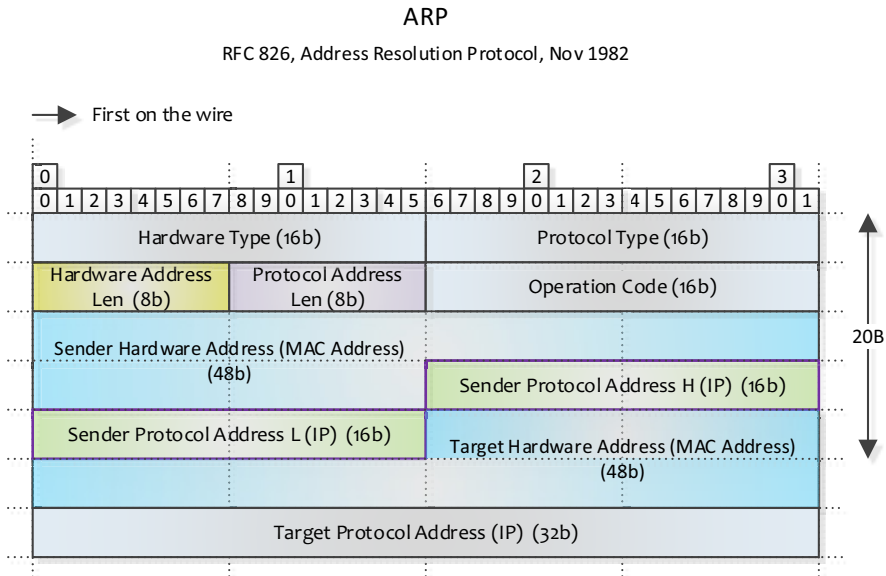 ARP
RFC 826, Address Resolution Protocol, Nov 1982
First on the wire
0 1 2 3
0 1 2 3 4 5 6 7 8 9 0 1 2 3 4 5 6 7 8 9 0 1 2 3 4 5 6 7 8 9 0 1
Hardware Type (16b) Protocol Type (16b)
Hardware Address
Len (8b)
Protocol Address
Len (8b)
Operation Code (16b)
Sender Hardware Address (MAC Address)
(48b)
20B
Sender Protocol Address H (IP) (16b)
Sender Protocol Address L (IP) (16b)
Target Hardware Address (MAC Address)
(48b)
Target Protocol Address (IP) (32b)